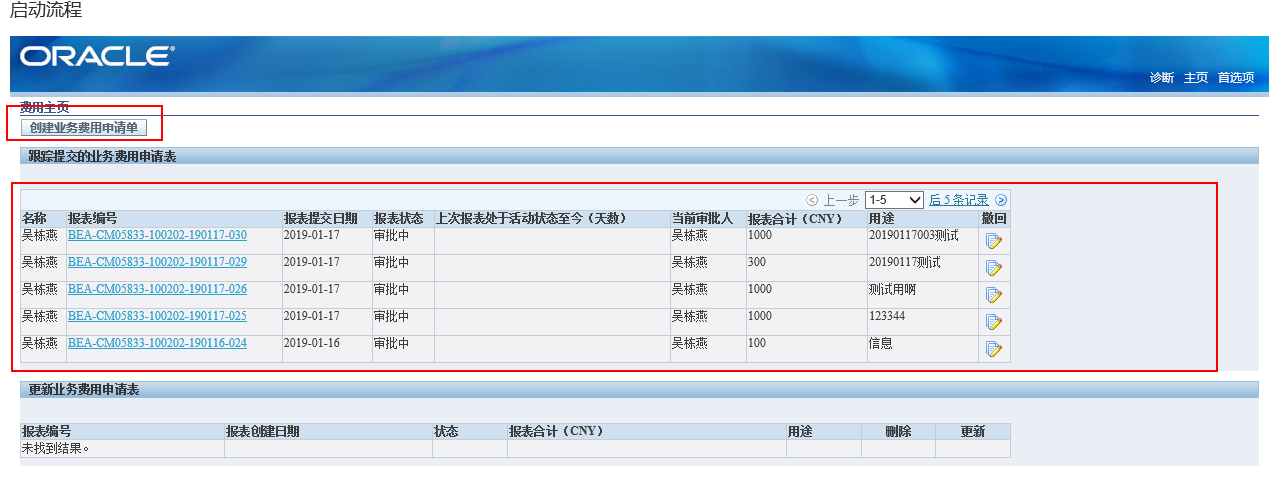 启动流程
ORACLE®
诊断 主页 首选项
费用主页
创建业务费用申请单
跟踪提交的业务费用申请表
上一步 1-5 后 5 条记录
名称 报表编号 报表提交日期 报表状态 上次报表处于活动状态至今（天数） 当前审批人 报表合计（CNY） 用途 撤回
吴栋燕 BEA-CM05833-100202-190117-030 2019-01-17 审批中 吴栋燕 1000 20190117003测试
吴栋燕 BEA-CM05833-100202-190117-029 2019-01-17 审批中 吴栋燕 300 20190117测试
吴栋燕 BEA-CM05833-100202-190117-026 2019-01-17 审批中 吴栋燕 1000 测试用啊
吴栋燕 BEA-CM05833-100202-190117-025 2019-01-17 审批中 吴栋燕 1000 123344
吴栋燕 BEA-CM05833-100202-190116-024 2019-01-16 审批中 吴栋燕 100 信息
更新业务费用申请表
报表编号 报表创建日期 状态 报表合计（CNY） 用途 删除 更新
未找到结果。